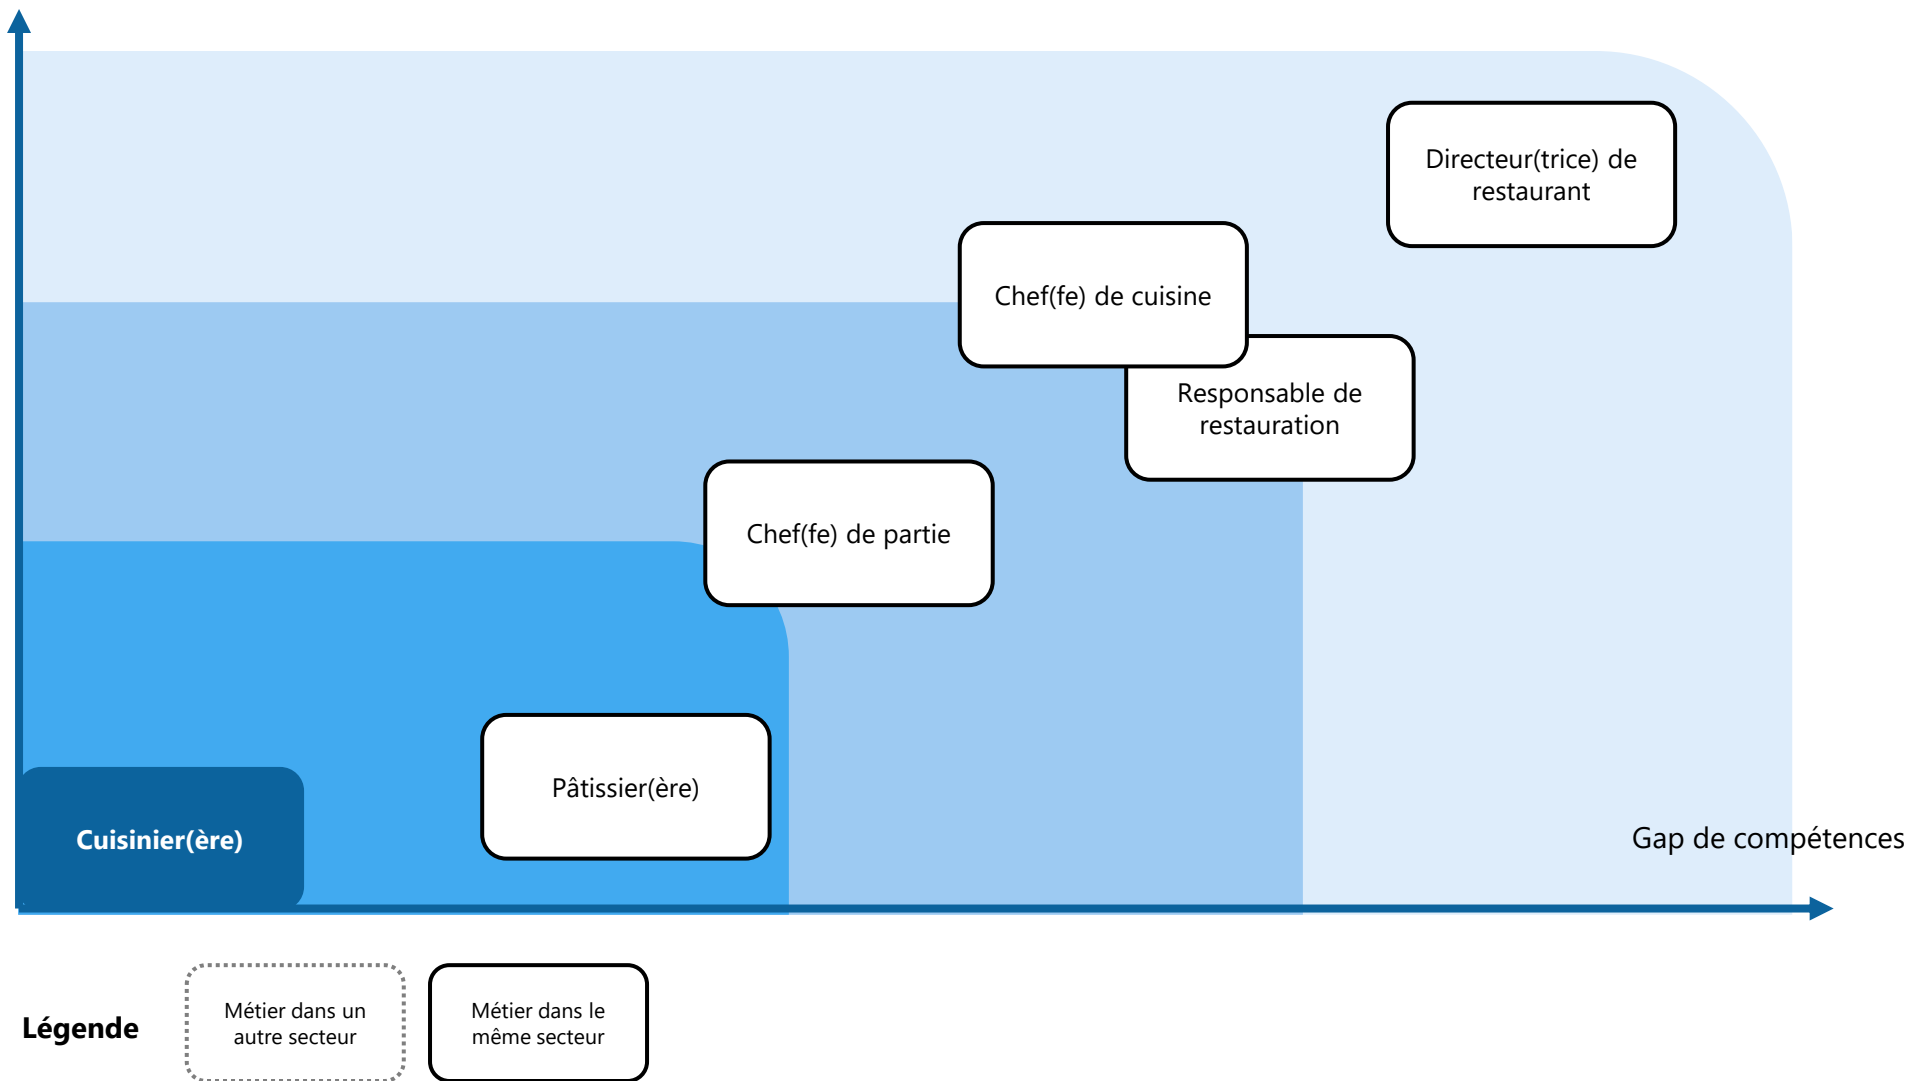 Directeur(trice) de
restaurant
Chef(fe) de cuisine
Responsable de
restauration
Chef(fe) de partie
Pâtissier(ère)
Cuisinier(ère)
Gap de compétences
Légende
Métier dans un
autre secteur
Métier dans le
même secteur